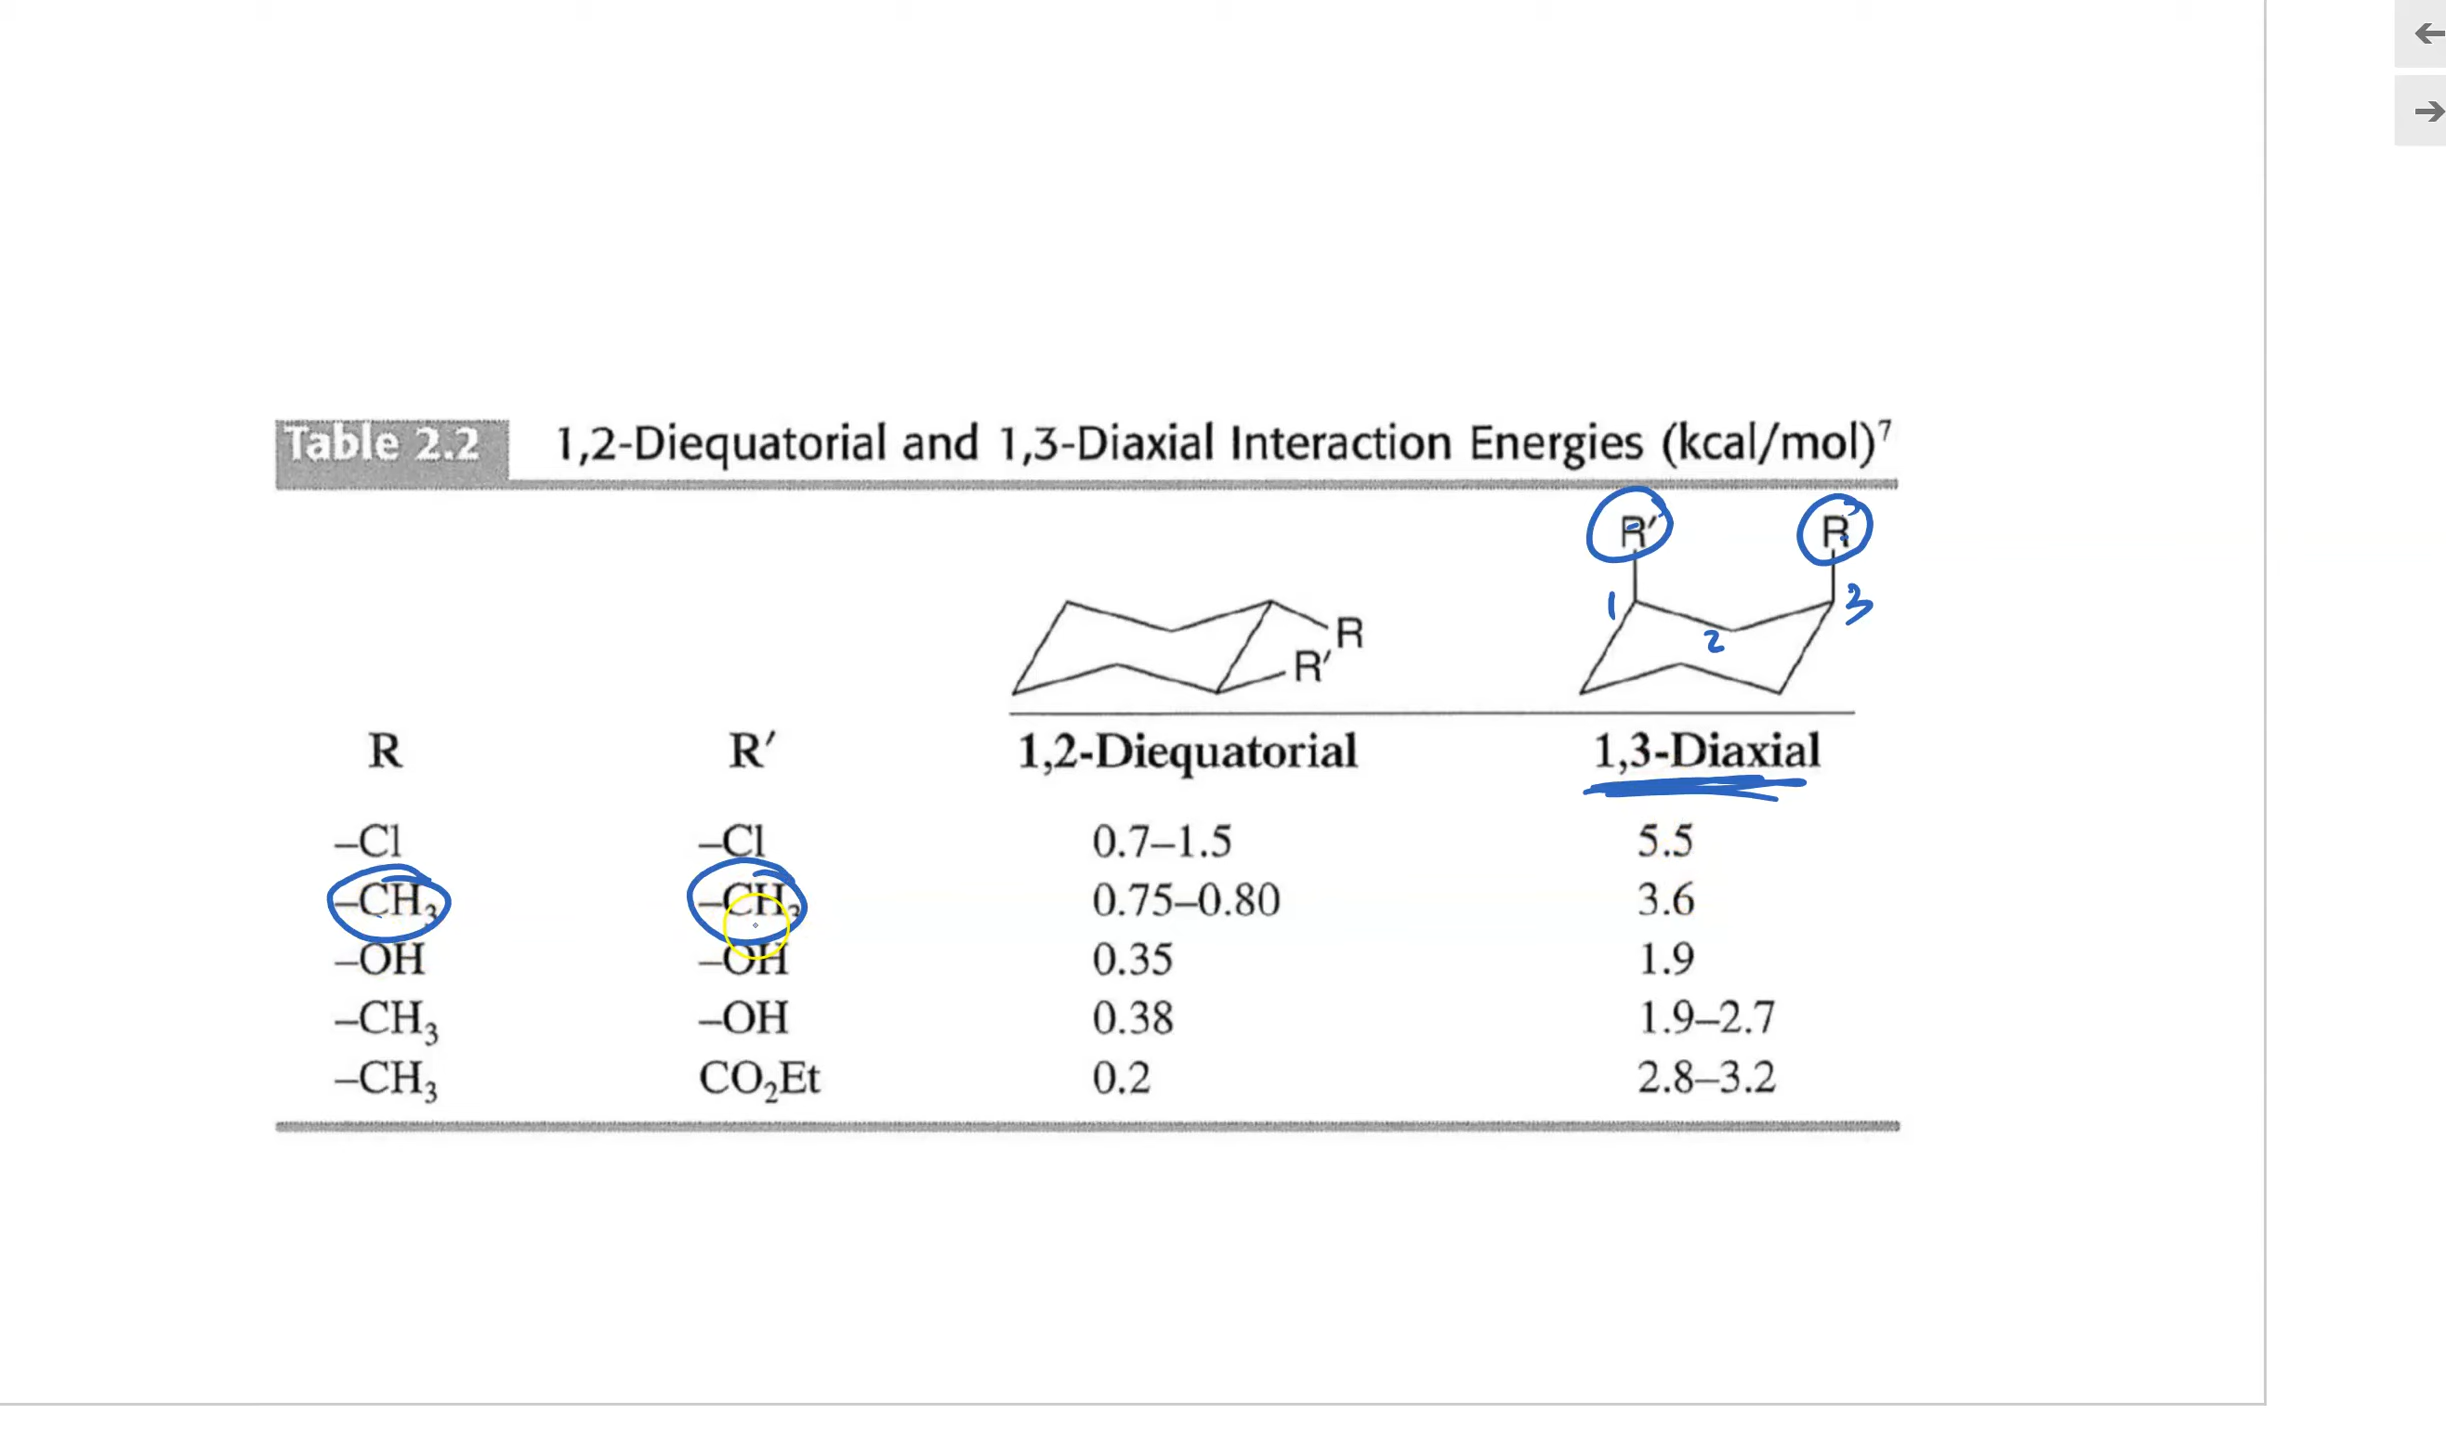 Table 2.2 1,2-Diequatorial and 1,3-Diaxial Interaction Energies (kcal/mol)⁷
R′ R
1 2 3
R
R′
R R′ 1,2-Diequatorial 1,3-Diaxial
–Cl –Cl 0.7–1.5 5.5
–CH₃ –CH₃ 0.75–0.80 3.6
–OH –OH 0.35 1.9
–CH₃ –OH 0.38 1.9–2.7
–CH₃ CO₂Et 0.2 2.8–3.2